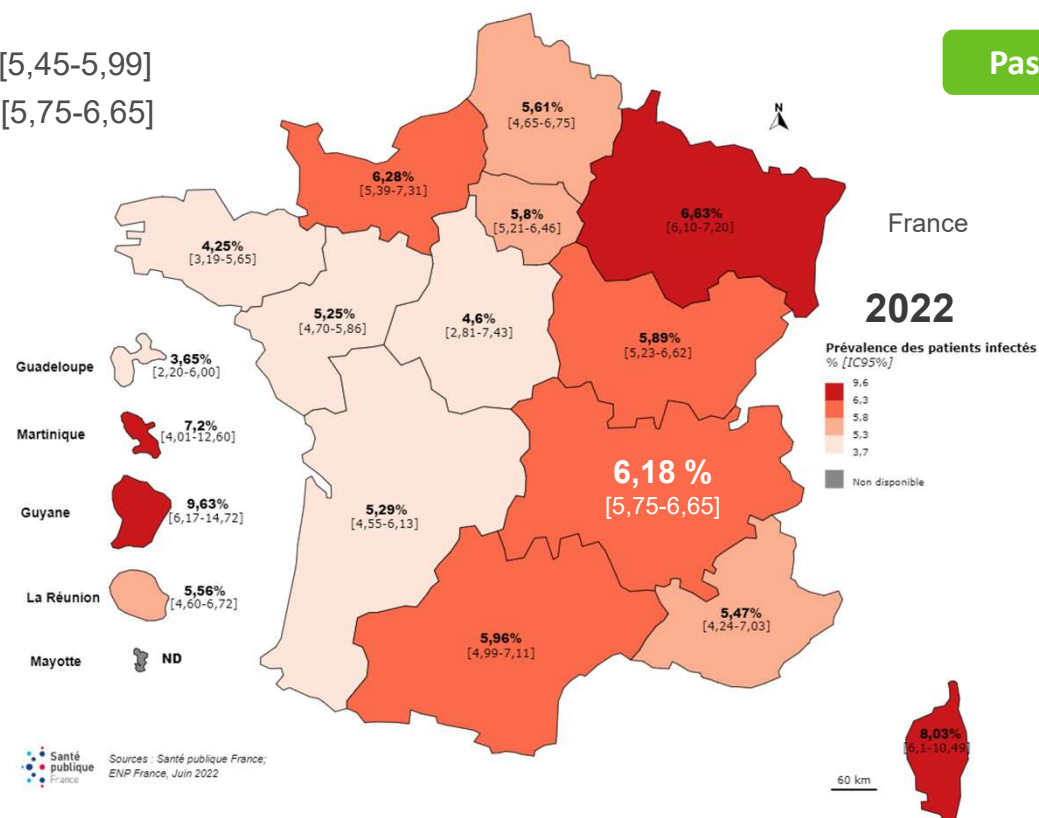 [5,45-5,99]
[5,75-6,65]
Pas
5,61%
[4,65-6,75]
N
6,28%
[5,39-7,31]
5,8%
[5,21-6,46]
6,63%
[6,10-7,20]
France
4,25%
[3,19-5,65]
2022
5,25%
[4,70-5,86]
4,6%
[2,81-7,43]
5,89%
[5,23-6,62]
Prévalence des patients infectés
% [IC95%]
9,6
6,3
5,8
5,3
3,7
Non disponible
Guadeloupe
3,65%
[2,20-6,00]
Martinique
7,2%
[4,01-12,60]
6,18 %
[5,75-6,65]
Guyane
9,63%
[6,17-14,72]
5,29%
[4,55-6,13]
La Réunion
5,56%
[4,60-6,72]
5,47%
[4,24-7,03]
5,96%
[4,99-7,11]
Mayotte
ND
8,03%
[6,1-10,49]
Santé
publique
France
Sources : Santé publique France;
ENP France, Juin 2022
60 km